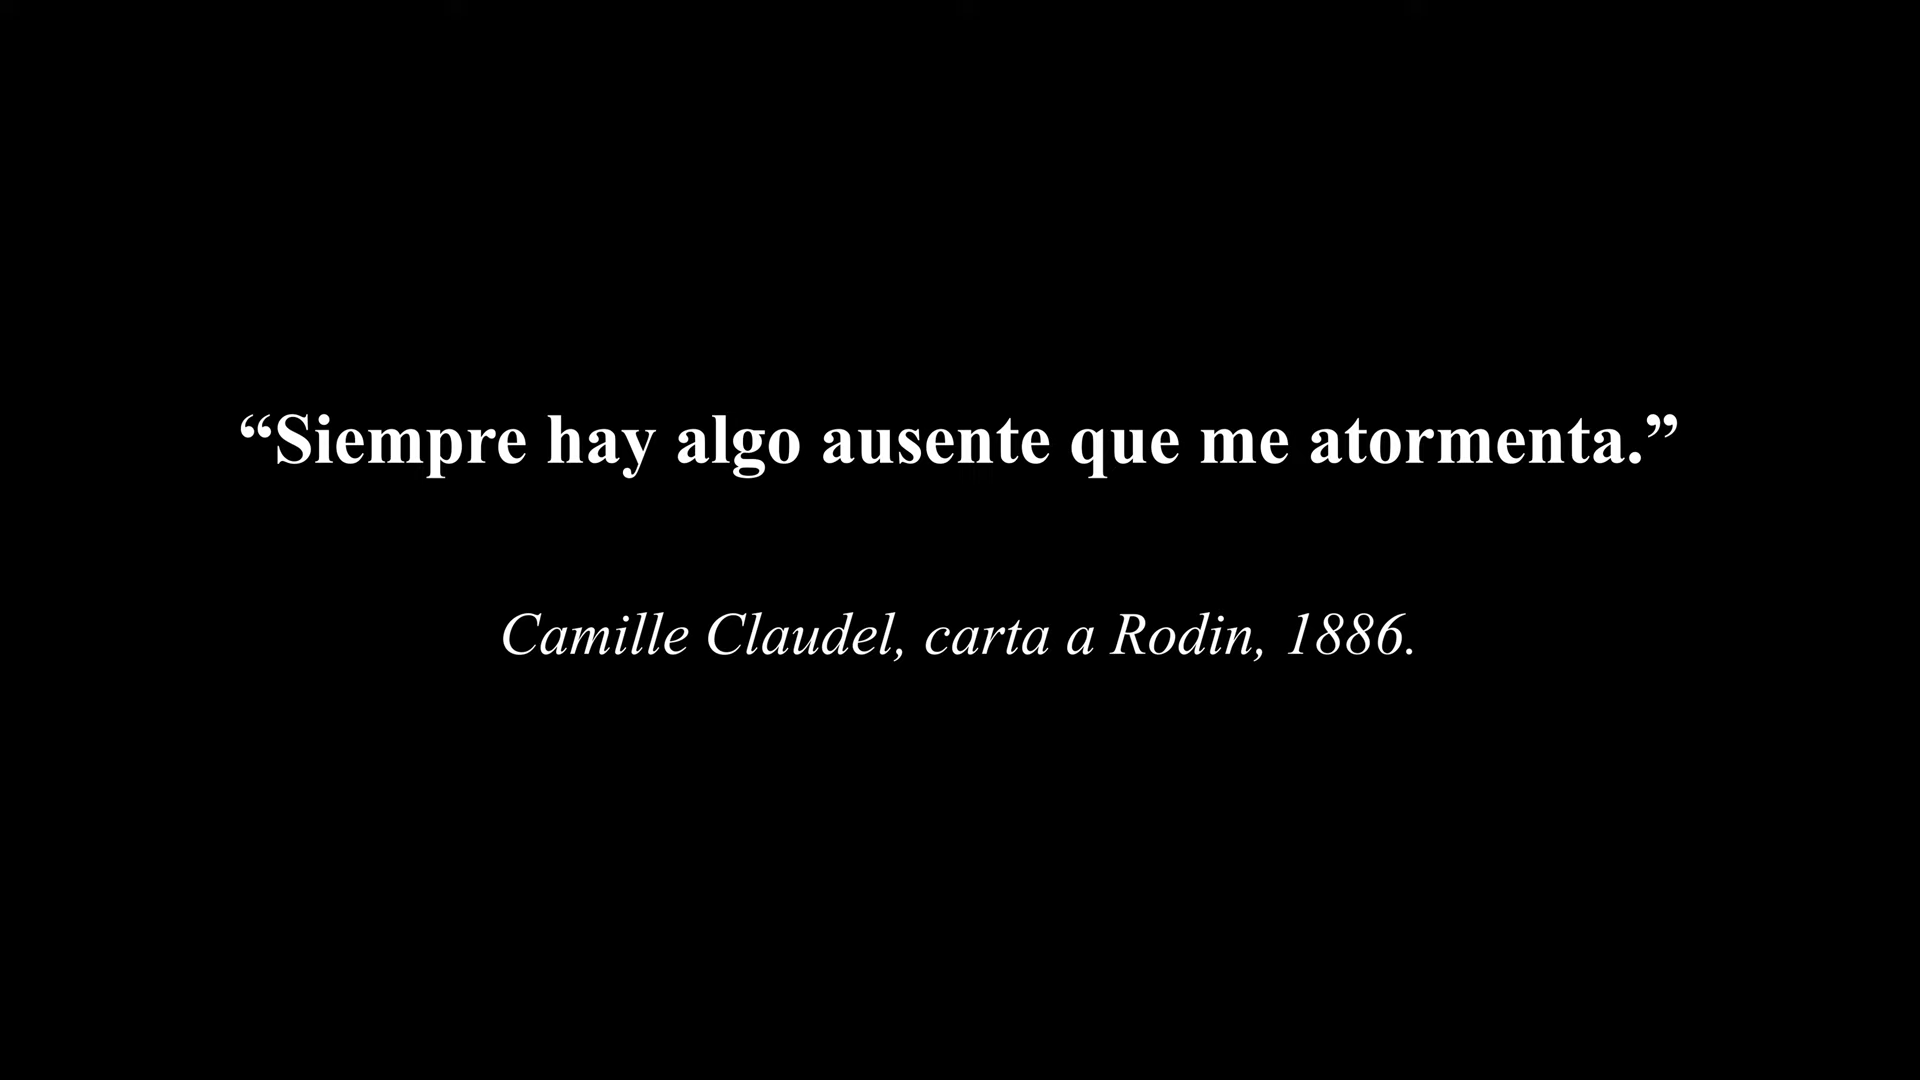 “Siempre hay algo ausente que me atormenta.”
Camille Claudel, carta a Rodin, 1886.